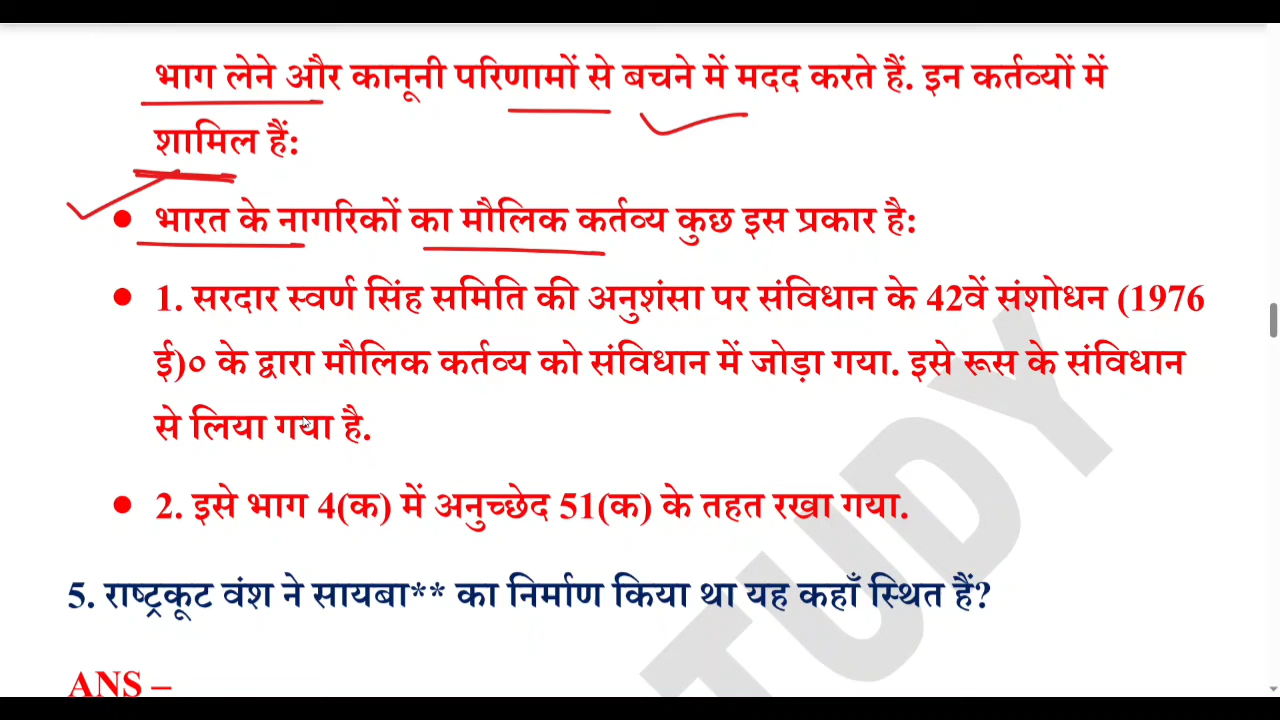 भाग लेने और कानूनी परिणामों से बचने में मदद करते हैं. इन कर्तव्यों में
शामिल हैं:
● भारत के नागरिकों का मौलिक कर्तव्य कुछ इस प्रकार है:
● 1. सरदार स्वर्ण सिंह समिति की अनुशंसा पर संविधान के 42वें संशोधन (1976
ई)० के द्वारा मौलिक कर्तव्य को संविधान में जोड़ा गया. इसे रूस के संविधान
से लिया गया है.
● 2. इसे भाग 4(क) में अनुच्छेद 51(क) के तहत रखा गया.
5. राष्ट्रकूट वंश ने सायबा** का निर्माण किया था यह कहाँ स्थित हैं?
ANS –
TUDY